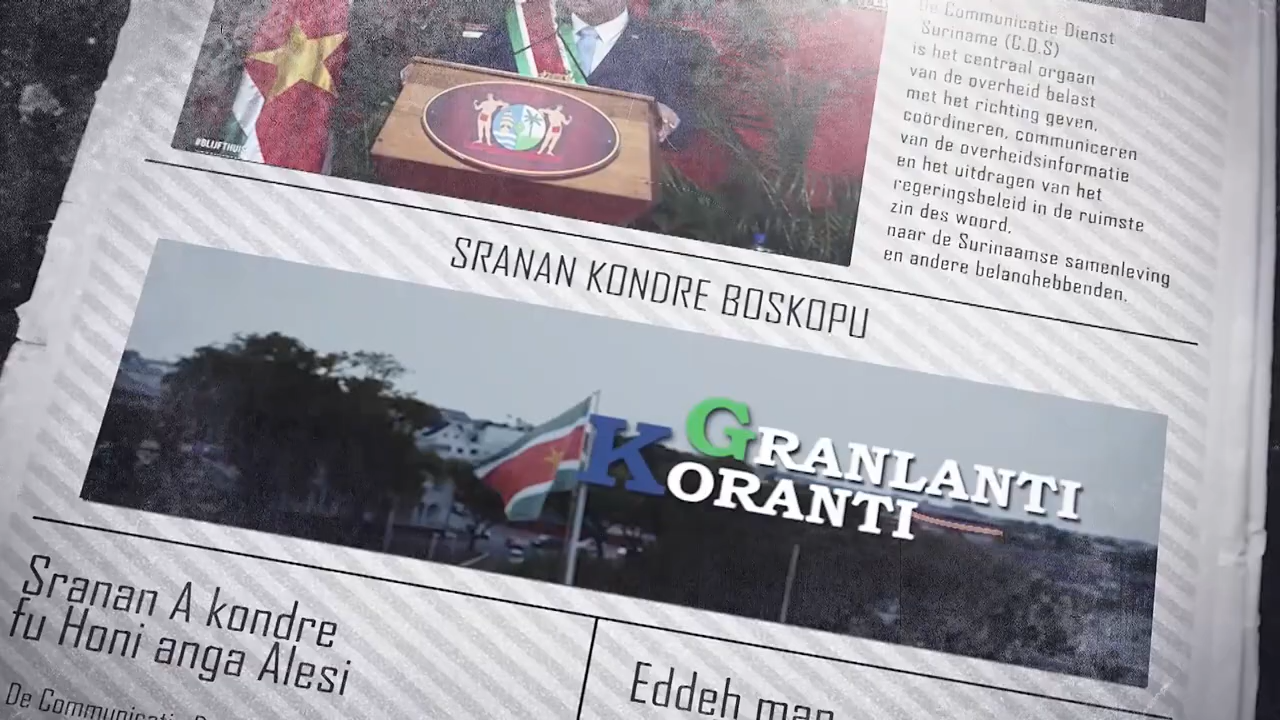 De Communicatie Dienst
Suriname (C.D.S)
is het centraal orgaan
van de overheid belast
met het richting geven,
coördineren, communiceren
van de overheidsinformatie
en het uitdragen van het
regeringsbeleid in de ruimste
zin des woord.
naar de Surinaamse samenleving
en andere belanghebbenden.
SRANAN KONDRE BOSKOPU
GRANLANTI
KORANTI
Sranan A kondre
fu Honi anga Alesi
De
Eddeh man